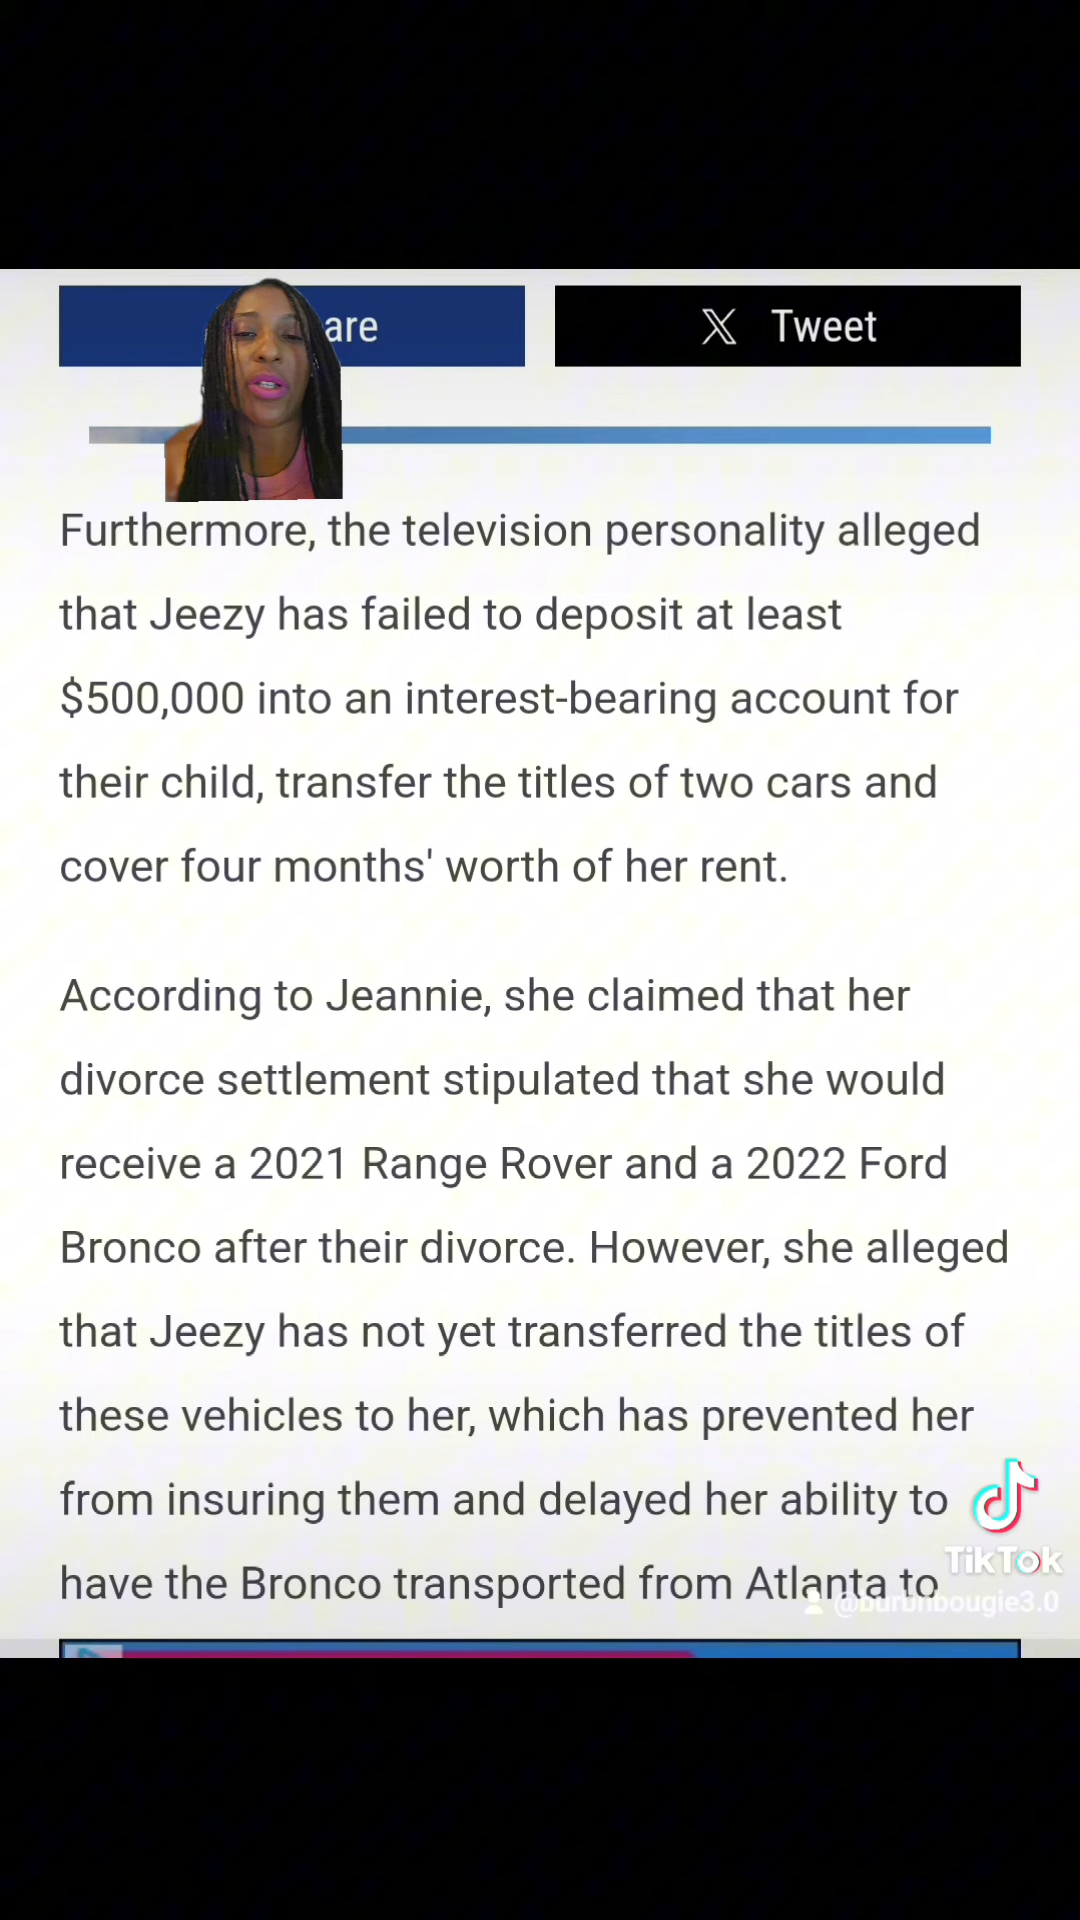 are
X Tweet
Furthermore, the television personality alleged
that Jeezy has failed to deposit at least
$500,000 into an interest-bearing account for
their child, transfer the titles of two cars and
cover four months' worth of her rent.
According to Jeannie, she claimed that her
divorce settlement stipulated that she would
receive a 2021 Range Rover and a 2022 Ford
Bronco after their divorce. However, she alleged
that Jeezy has not yet transferred the titles of
these vehicles to her, which has prevented her
from insuring them and delayed her ability to
have the Bronco transported from Atlanta to
TikTok
@burbnbougie3.0